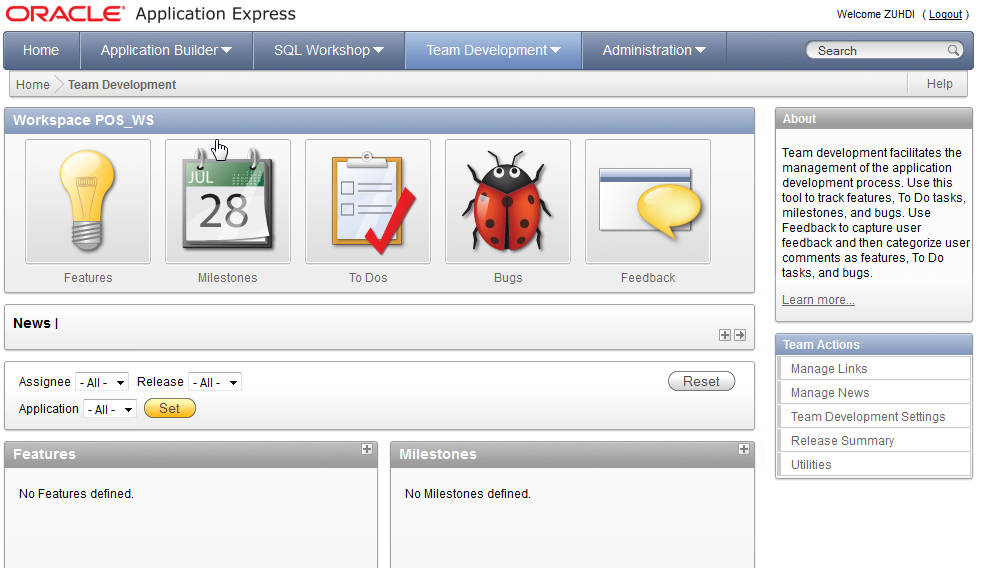 ORACLE Application Express
Welcome ZUHDI ( Logout )
Home Application Builder SQL Workshop Team Development Administration Search
Home Team Development Help
Workspace POS_WS
JUL
28
Features Milestones To Dos Bugs Feedback
News |
Assignee - All - Release - All - Reset
Application - All - Set
Features
No Features defined.
Milestones
No Milestones defined.
About
Team development facilitates the
management of the application
development process. Use this
tool to track features, To Do tasks,
milestones, and bugs. Use
Feedback to capture user
feedback and then categorize user
comments as features, To Do
tasks, and bugs.
Learn more...
Team Actions
Manage Links
Manage News
Team Development Settings
Release Summary
Utilities